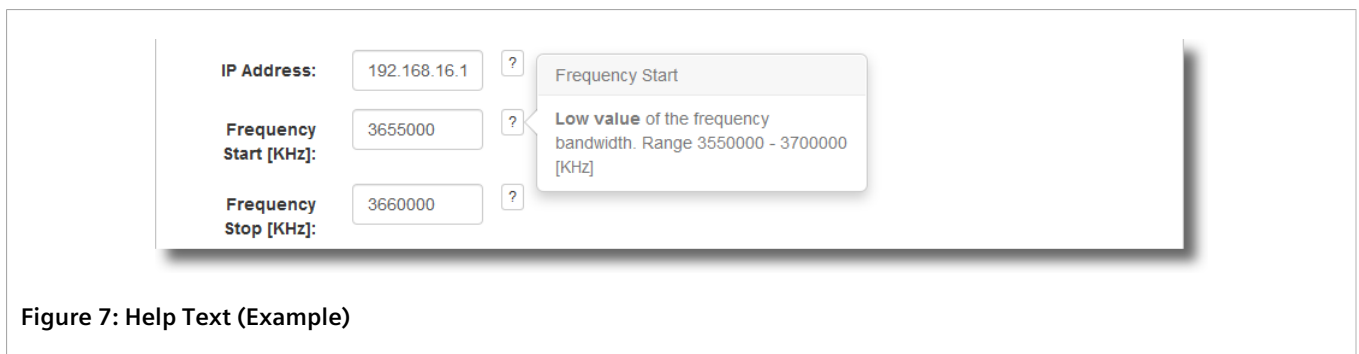 IP Address:
192.168.16.1
?
Frequency Start
Frequency
Start [KHz]:
3655000
?
Low value of the frequency
bandwidth. Range 3550000 - 3700000
[KHz]
Frequency
Stop [KHz]:
3660000
?
Figure 7: Help Text (Example)